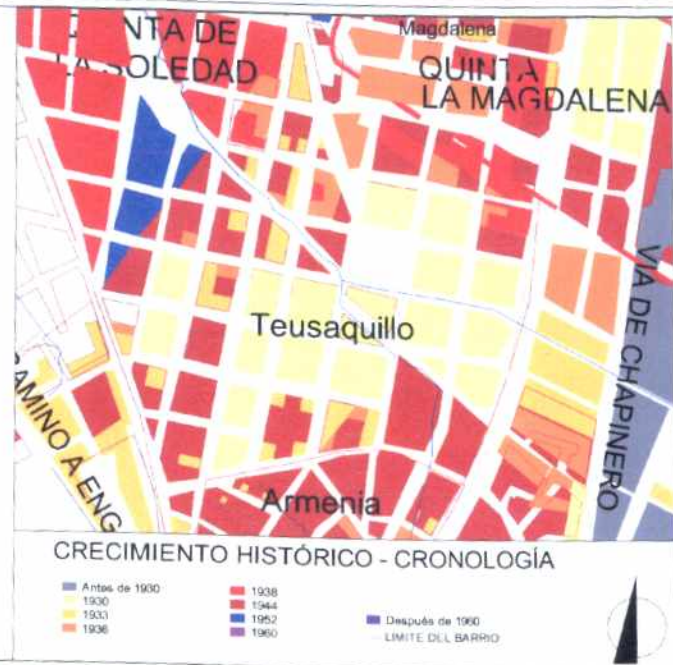 NTA DE
LA SOLEDAD
Magdalena
QUINTA
LA MAGDALENA
VIA DE CHAPINERO
Teusaquillo
AMINO A ENG
Armenia
CRECIMIENTO HISTÓRICO - CRONOLOGÍA
Antes de 1930
1930
1933
1936
1938
1944
1952
1960
Después de 1960
LIMITE DEL BARRIO